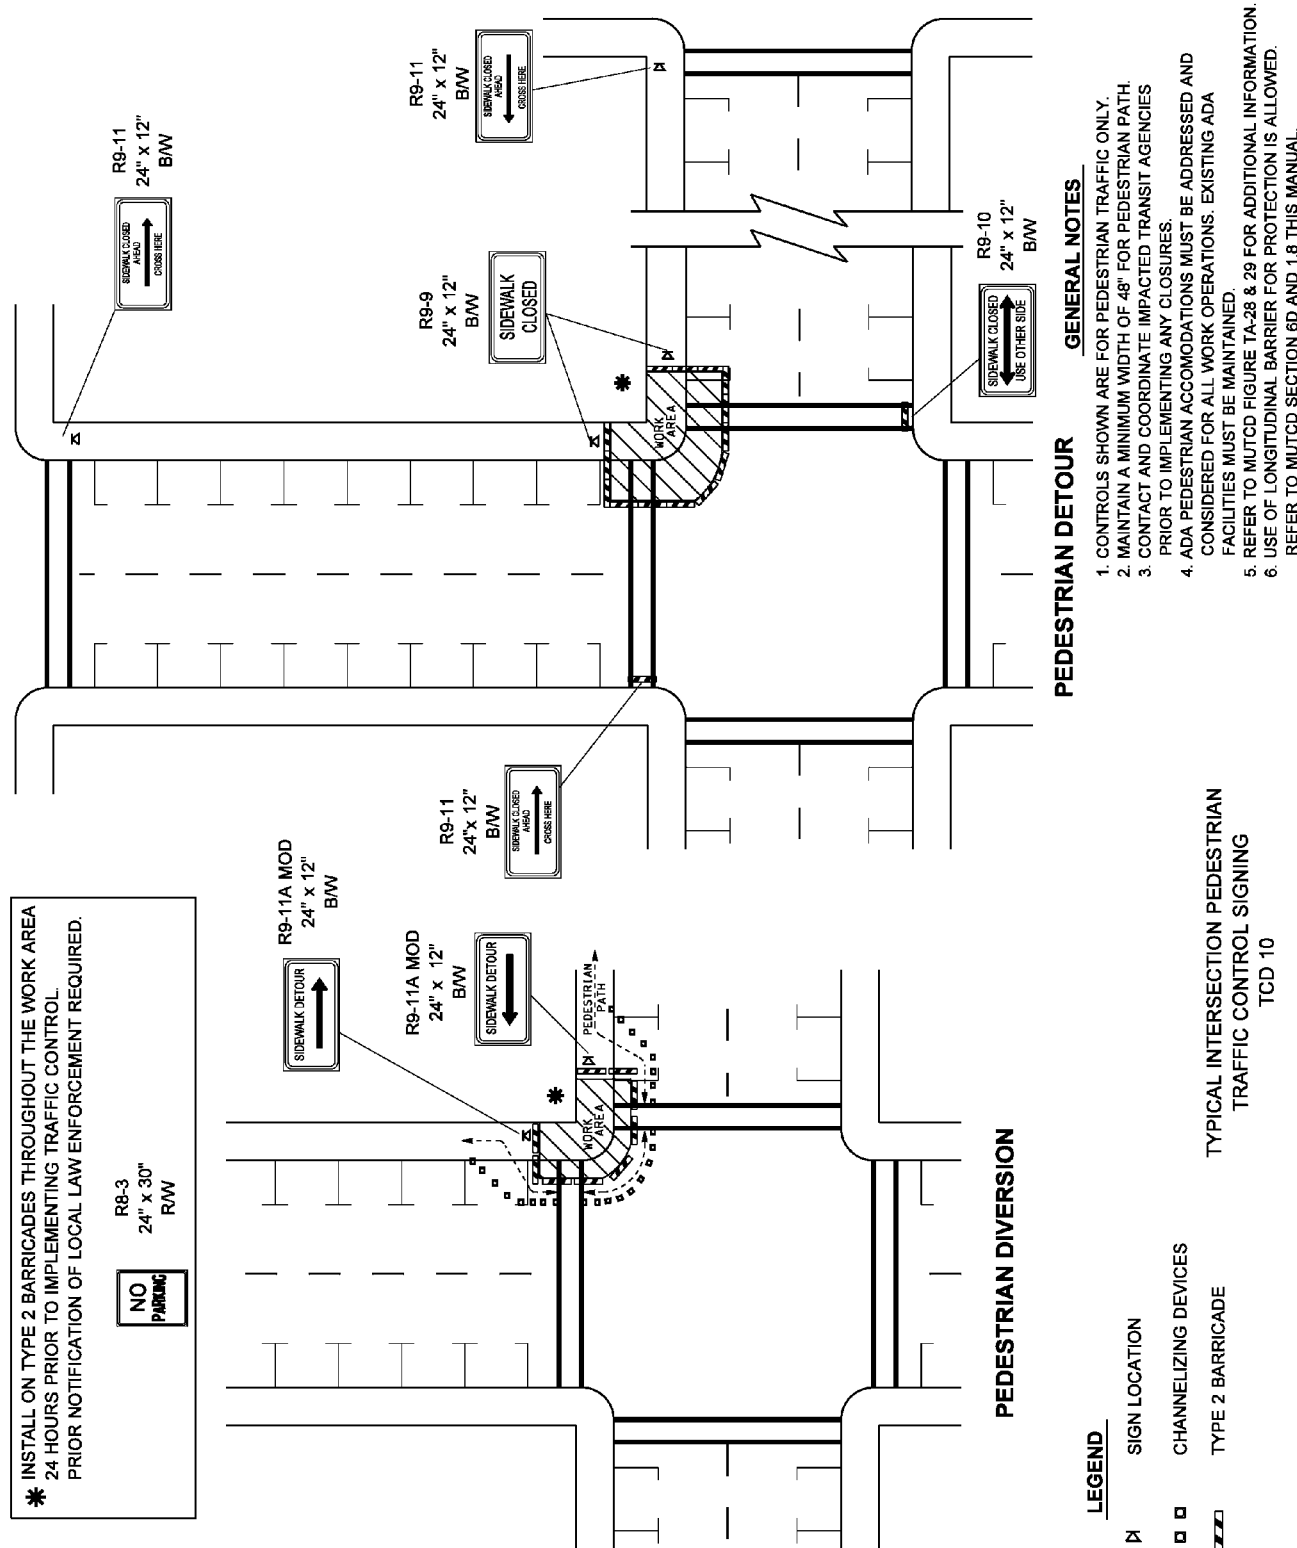 ✱ INSTALL ON TYPE 2 BARRICADES THROUGHOUT THE WORK AREA
24 HOURS PRIOR TO IMPLEMENTING TRAFFIC CONTROL.
PRIOR NOTIFICATION OF LOCAL LAW ENFORCEMENT REQUIRED.
NO
PARKING
R8-3
24" x 30"
R/W
R9-11
24" x 12"
B/W
SIDEWALK CLOSED
AHEAD
CROSS HERE
R9-11
24" x 12"
B/W
SIDEWALK CLOSED
AHEAD
CROSS HERE
R9-9
24" x 12"
B/W
SIDEWALK
CLOSED
✱
WORK
AREA
R9-11
24"x 12"
B/W
SIDEWALK CLOSED
AHEAD
CROSS HERE
R9-10
24" x 12"
B/W
SIDEWALK CLOSED
USE OTHER SIDE
PEDESTRIAN DETOUR
R9-11A MOD
24" x 12"
B/W
SIDEWALK DETOUR
R9-11A MOD
24" x 12"
B/W
SIDEWALK DETOUR
✱
WORK
AREA
PEDESTRIAN
PATH
PEDESTRIAN DIVERSION
GENERAL NOTES
1. CONTROLS SHOWN ARE FOR PEDESTRIAN TRAFFIC ONLY.
2. MAINTAIN A MINIMUM WIDTH OF 48" FOR PEDESTRIAN PATH.
3. CONTACT AND COORDINATE IMPACTED TRANSIT AGENCIES
PRIOR TO IMPLEMENTING ANY CLOSURES.
4. ADA PEDESTRIAN ACCOMODATIONS MUST BE ADDRESSED AND
CONSIDERED FOR ALL WORK OPERATIONS. EXISTING ADA
FACILITIES MUST BE MAINTAINED.
5. REFER TO MUTCD FIGURE TA-28 & 29 FOR ADDITIONAL INFORMATION.
6. USE OF LONGITUDINAL BARRIER FOR PROTECTION IS ALLOWED.
REFER TO MUTCD SECTION 6D AND 1.8 THIS MANUAL.
LEGEND
SIGN LOCATION
CHANNELIZING DEVICES
TYPE 2 BARRICADE
TYPICAL INTERSECTION PEDESTRIAN
TRAFFIC CONTROL SIGNING
TCD 10